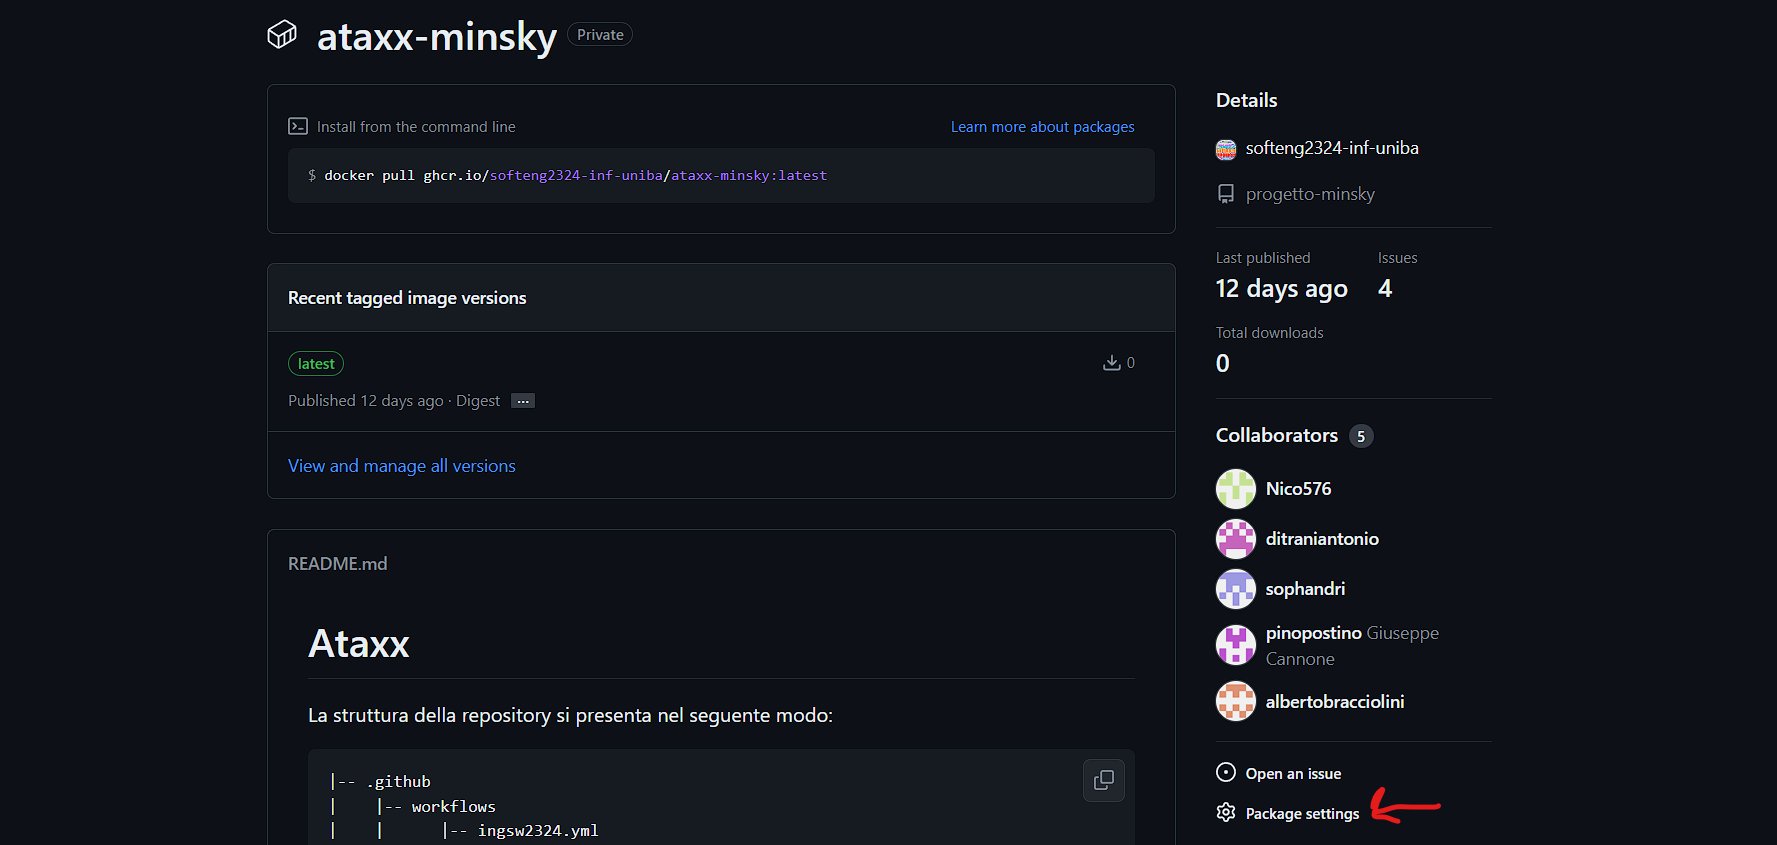 ataxx-minsky Private
Install from the command line
Learn more about packages
$ docker pull ghcr.io/softeng2324-inf-uniba/ataxx-minsky:latest
Recent tagged image versions
latest
0
Published 12 days ago · Digest ...
View and manage all versions
README.md
Ataxx
La struttura della repository si presenta nel seguente modo:
|-- .github
|    |-- workflows
|    |      |-- ingsw2324.yml
Details
softeng2324-inf-uniba
progetto-minsky
Last published Issues
12 days ago 4
Total downloads
0
Collaborators 5
Nico576
ditraniantonio
sophandri
pinopostino Giuseppe
Cannone
albertobracciolini
Open an issue
Package settings